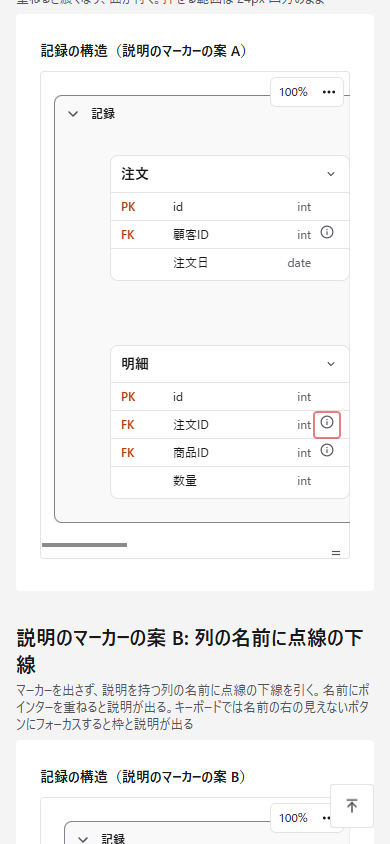 重ねると濃くなり、面が付く。押せる範囲は 24px 四方のまま
記録の構造（説明のマーカーの案 A）
100%
記録
注文
PK id int
FK 顧客ID int
注文日 date
明細
PK id int
FK 注文ID int
FK 商品ID int
数量 int
説明のマーカーの案 B: 列の名前に点線の下
線
マーカーを出さず、説明を持つ列の名前に点線の下線を引く。名前にポ
インターを重ねると説明が出る。キーボードでは名前の右の見えないボ
タンにフォーカスすると枠と説明が出る
記録の構造（説明のマーカーの案 B）
100%
記録